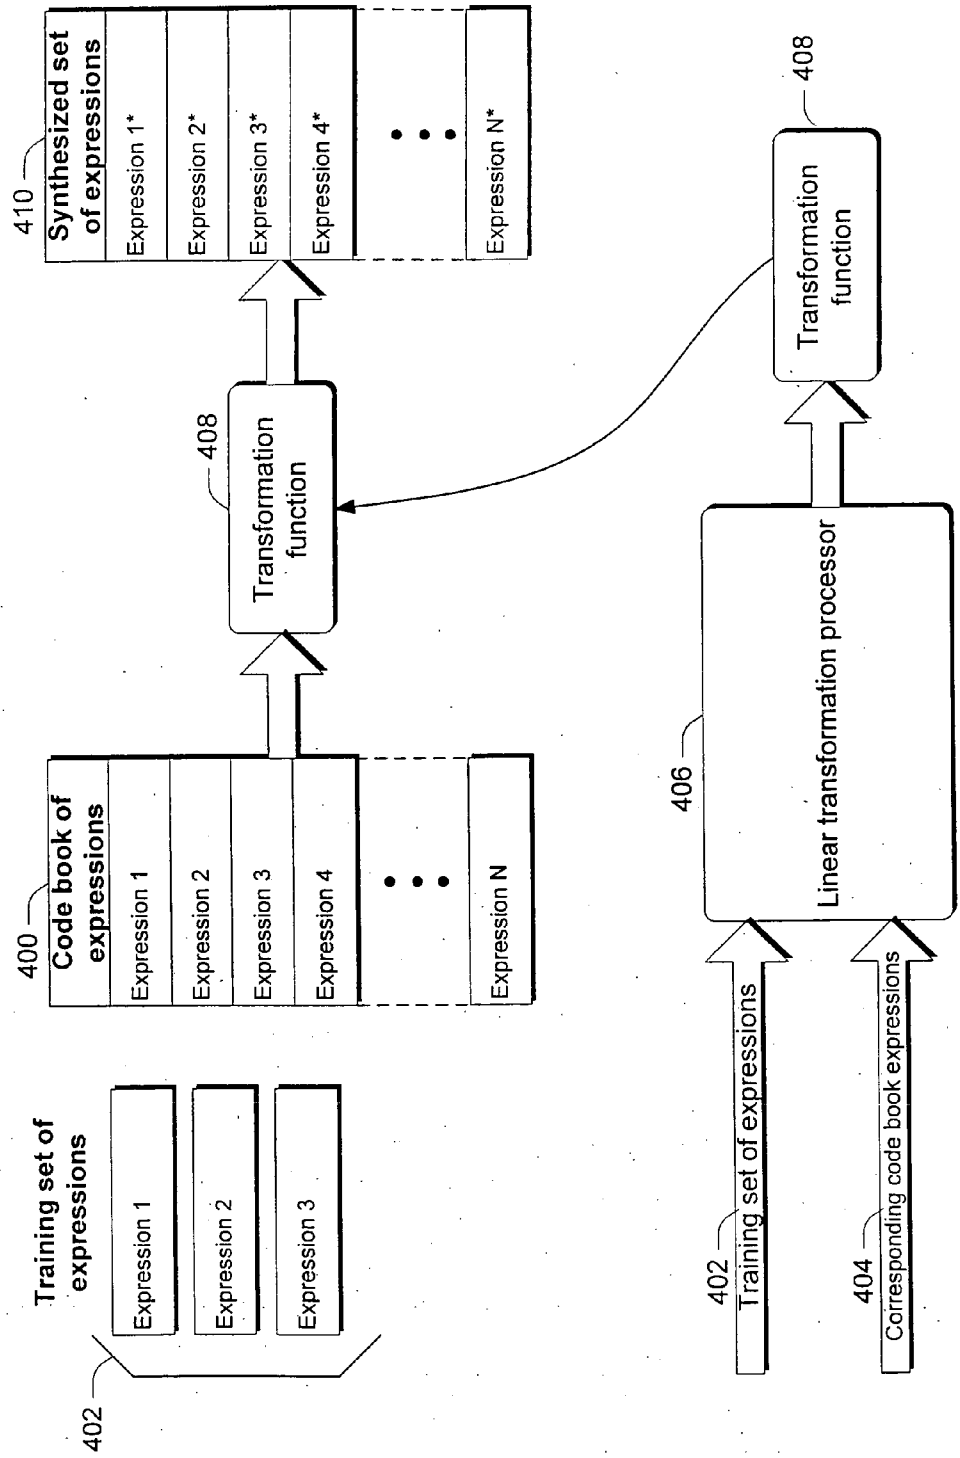 402
Training set of
expressions
Expression 1
Expression 2
Expression 3
400
Code book of
expressions
Expression 1
Expression 2
Expression 3
Expression 4
Expression N
408
Transformation
function
410
Synthesized set
of expressions
Expression 1*
Expression 2*
Expression 3*
Expression 4*
Expression N*
402
Training set of expressions
404
Corresponding code book expressions
406
Linear transformation processor
Transformation
function
408